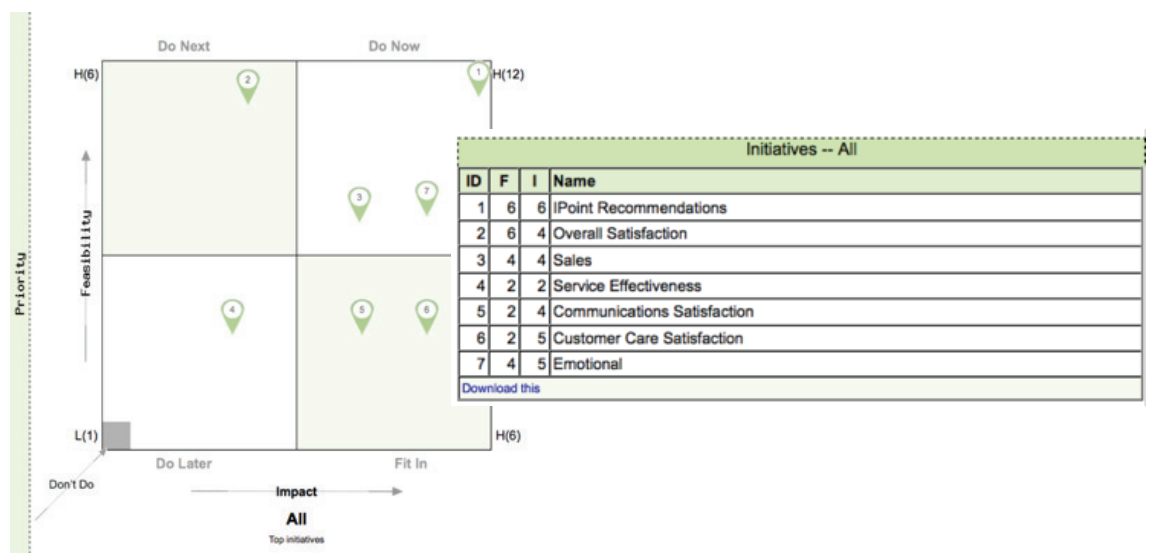 Do Next
Do Now
H(6)
2
1
H(12)
3
7
Priority
Feasibility
4
5
6
L(1)
H(6)
Do Later
Fit In
Don't Do
Impact
All
Top initiatives
Initiatives -- All
ID F I Name
1 6 6 IPoint Recommendations
2 6 4 Overall Satisfaction
3 4 4 Sales
4 2 2 Service Effectiveness
5 2 4 Communications Satisfaction
6 2 5 Customer Care Satisfaction
7 4 5 Emotional
Download this